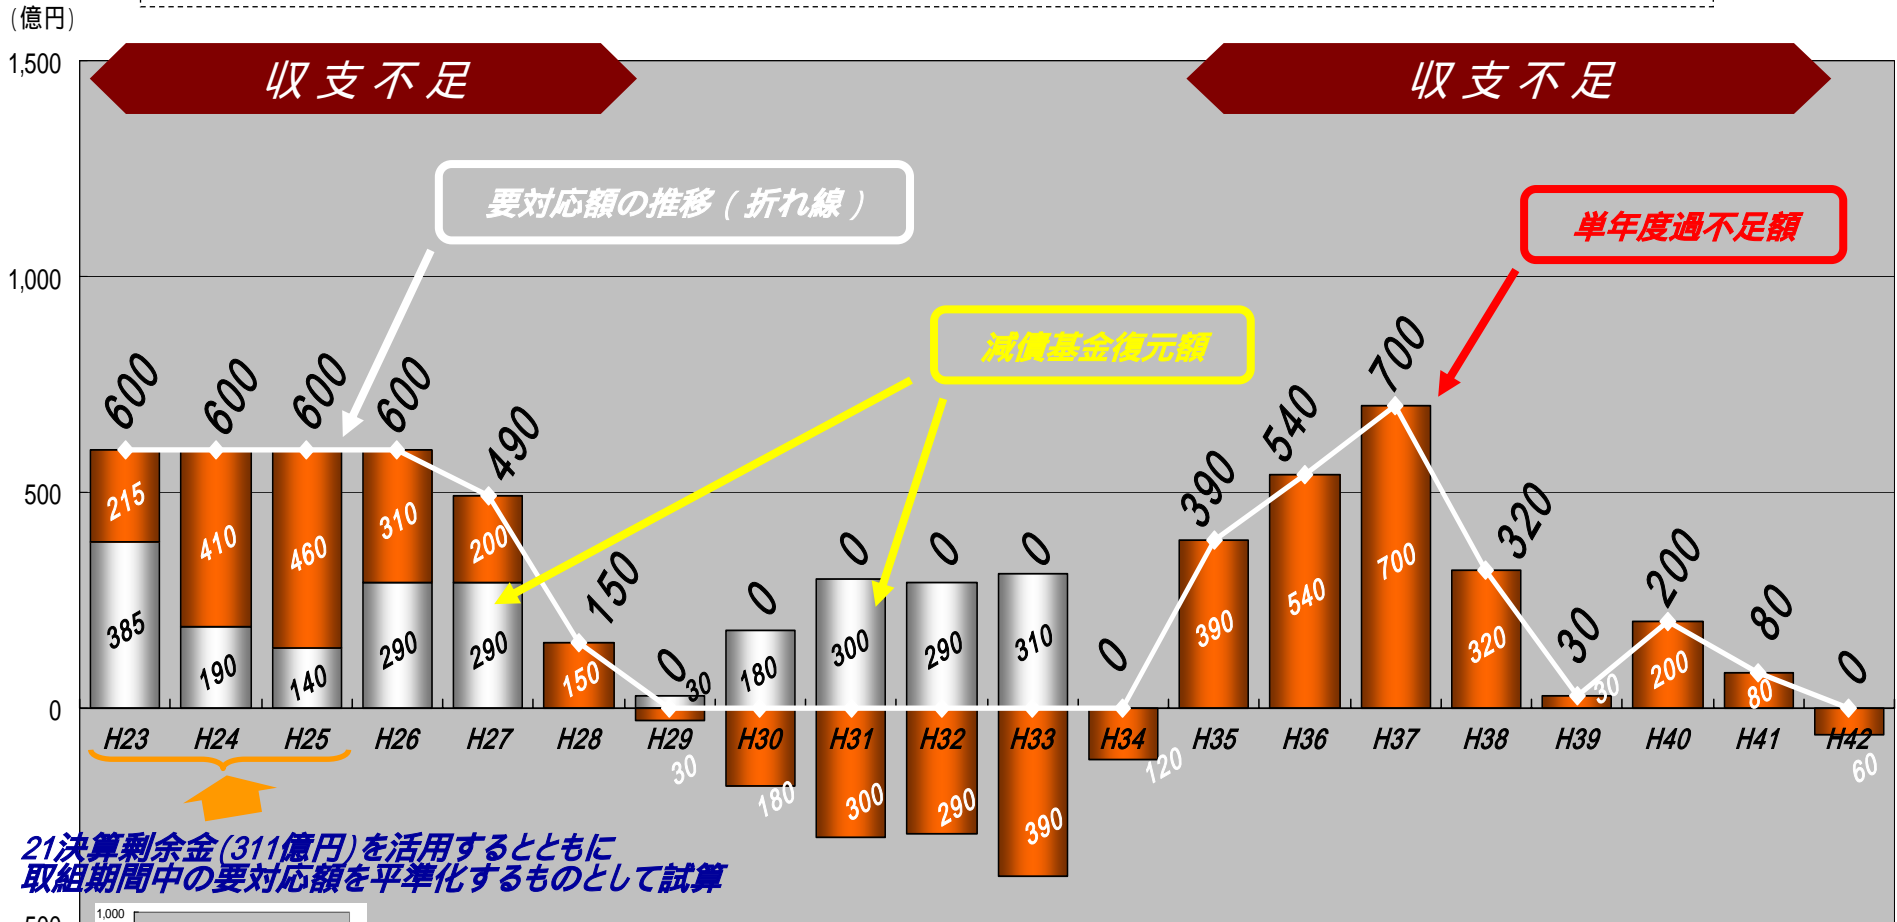 (億円)
1,500
収支不足
収支不足
要対応額の推移（折れ線）
単年度過不足額
1,000
減債基金復元額
600
600
600
600
490
150
0
0
0
0
0
0
390
540
700
320
30
200
80
0
500
215
410
460
310
200
385
190
140
290
290
150
30
180
300
290
310
390
540
700
320
30
200
80
0
H23
H24
H25
H26
H27
H28
H29
H30
H31
H32
H33
H34
H35
H36
H37
H38
H39
H40
H41
H42
30
180
300
290
390
120
60
21決算剰余金(311億円)を活用するとともに
取組期間中の要対応額を平準化するものとして試算
1,000
500